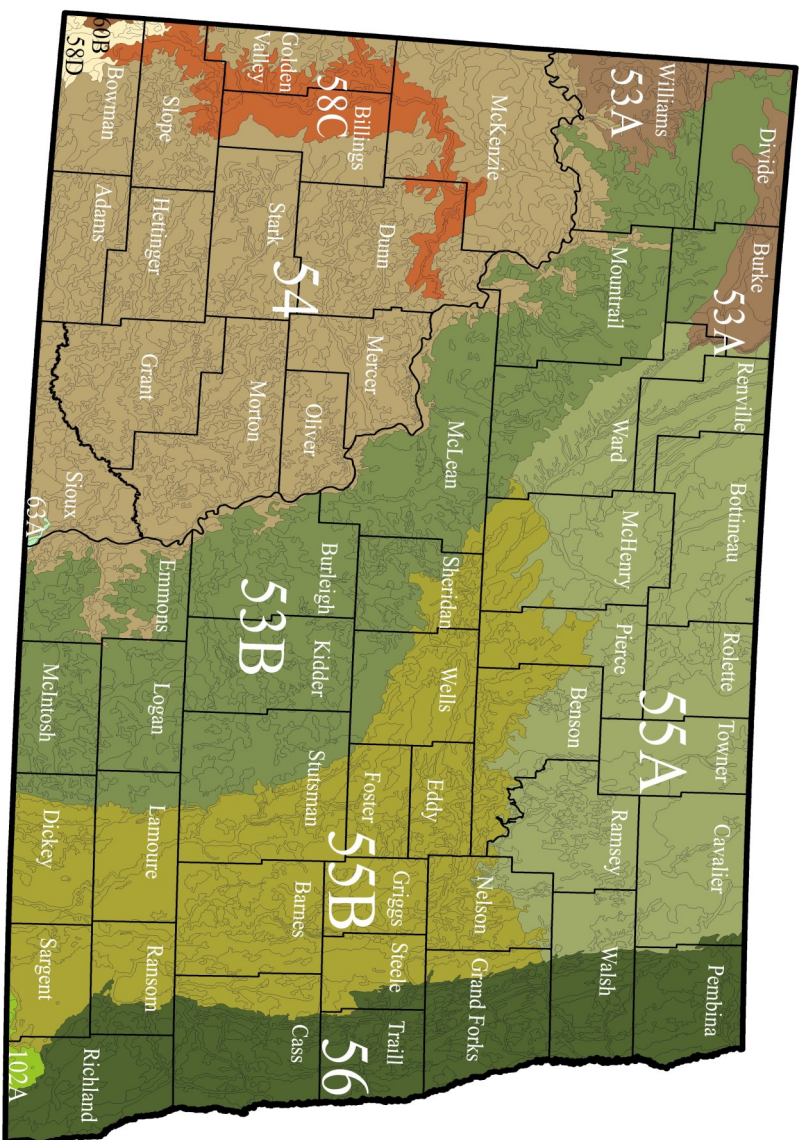 Divide
Burke
53A
Renville
Bottineau
Rolette
Towner
Cavalier
Pembina
Williams
53A
Mountrail
Ward
McHenry
Pierce
55A
Benson
Ramsey
Walsh
McKenzie
McLean
Sheridan
Wells
Eddy
Foster
Nelson
Grand Forks
Golden
Valley
Billings
58C
Dunn
Mercer
Oliver
Burleigh
Kidder
Stutsman
55B
Griggs
Steele
Traill
56
Stark
54
Morton
53B
Barnes
Cass
Slope
Hettinger
Grant
Emmons
Logan
Lamoure
Ransom
Richland
60B
58D
Bowman
Adams
Sioux
63A
McIntosh
Dickey
Sargent
102A